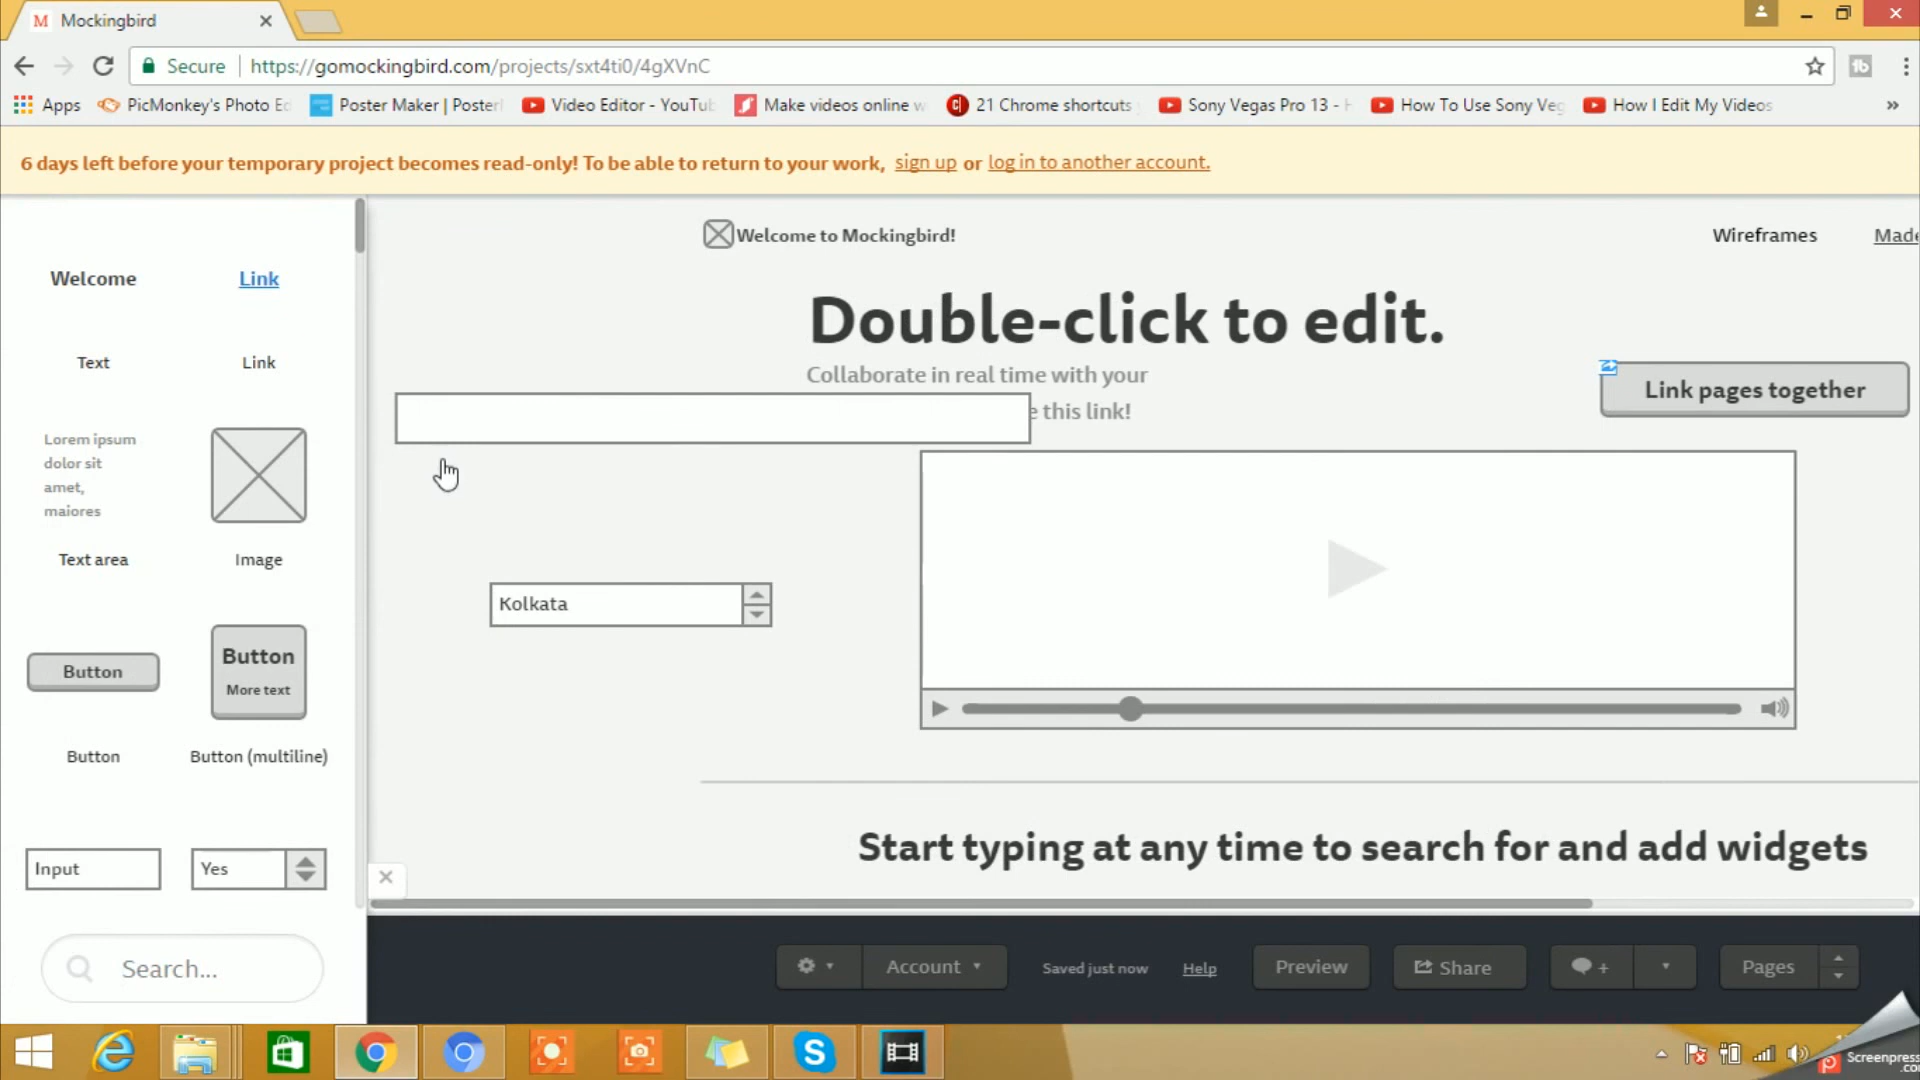 M Mockingbird
Secure https://gomockingbird.com/projects/sxt4ti0/4gXVnC
Apps PicMonkey's Photo Ed Poster Maker | Poster Video Editor - YouTub Make videos online w 21 Chrome shortcuts Sony Vegas Pro 13 - H How To Use Sony Veg How I Edit My Videos »
6 days left before your temporary project becomes read-only! To be able to return to your work, sign up or log in to another account.
Welcome to Mockingbird!
Wireframes
Made
Welcome
Link
Double-click to edit.
Text
Link
Collaborate in real time with your
Link pages together
e this link!
Lorem ipsum
dolor sit
amet,
maiores
Text area
Image
Kolkata
Button
Button
More text
Button
Button (multiline)
Start typing at any time to search for and add widgets
Input
Yes
Search...
Account
Saved just now
Help
Preview
Share
+
Pages
Screenpress
.co